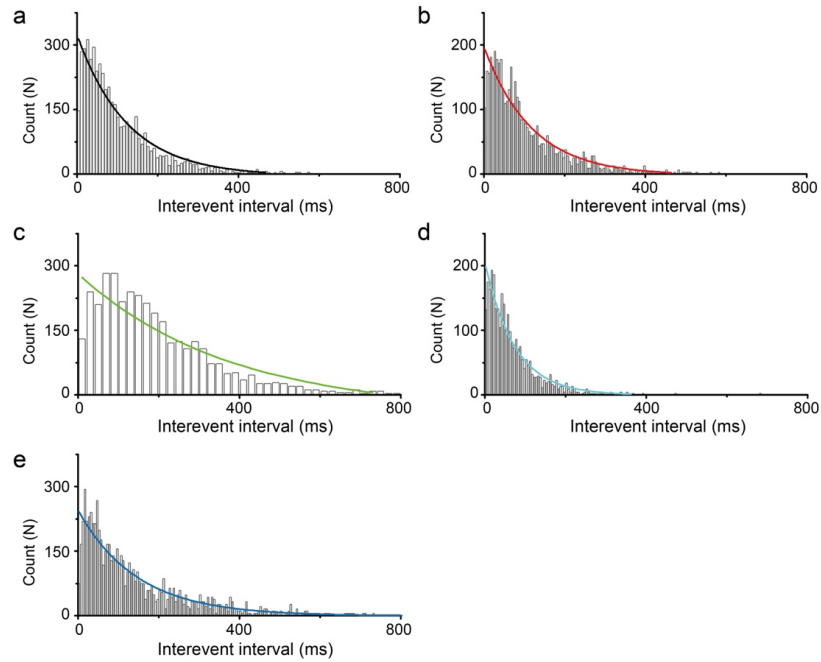 a
Count (N)
300
150
0
0 400 800
Interevent interval (ms)
b
Count (N)
200
100
0
0 400 800
Interevent interval (ms)
c
Count (N)
300
150
0
0 400 800
Interevent interval (ms)
d
Count (N)
200
100
0
0 400 800
Interevent interval (ms)
e
Count (N)
300
150
0
0 400 800
Interevent interval (ms)